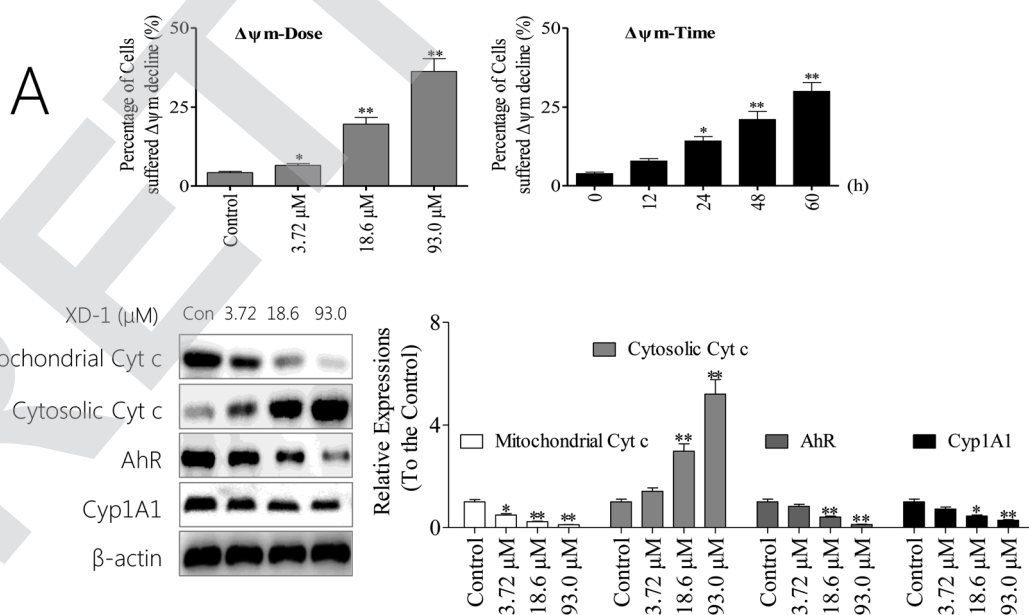 A
Percentage of Cells
suffered Δψm decline (%)
50
25
0
Δψm-Dose
*
**
**
Control
3.72 μM
18.6 μM
93.0 μM
Percentage of Cells
suffered Δψm decline (%)
50
25
0
Δψm-Time
*
**
**
0
12
24
48
60
(h)
XD-1 (μM) Con 3.72 18.6 93.0
ochondrial Cyt c
Cytosolic Cyt c
AhR
Cyp1A1
β-actin
Relative Expressions
(To the Control)
8
4
0
Cytosolic Cyt c
Mitochondrial Cyt c
AhR
Cyp1A1
* ** **
** **
** **
* **
Control 3.72 μM 18.6 μM 93.0 μM
Control 3.72 μM 18.6 μM 93.0 μM
Control 3.72 μM 18.6 μM 93.0 μM
Control 3.72 μM 18.6 μM 93.0 μM